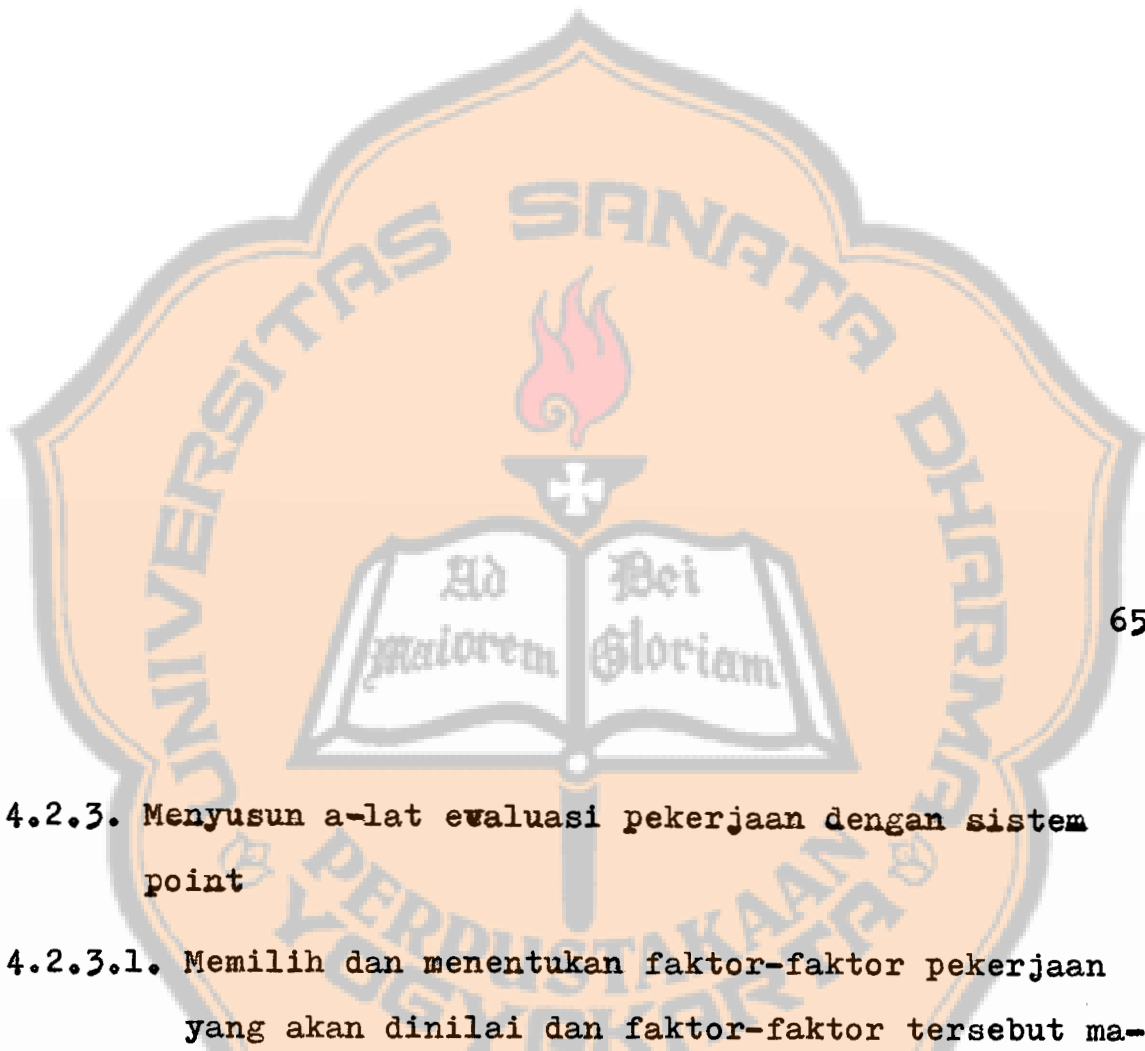 UNIVERSITAS SANATA DHARMA
Ad Dei
Maiorem Gloriam
65
4.2.3. Menyusun a-lat evaluasi pekerjaan dengan sistem
point
PERPUSTAKAAN
4.2.3.1. Memilih dan menentukan faktor-faktor pekerjaan
YOGYAKARTA
yang akan dinilai dan faktor-faktor tersebut ma-